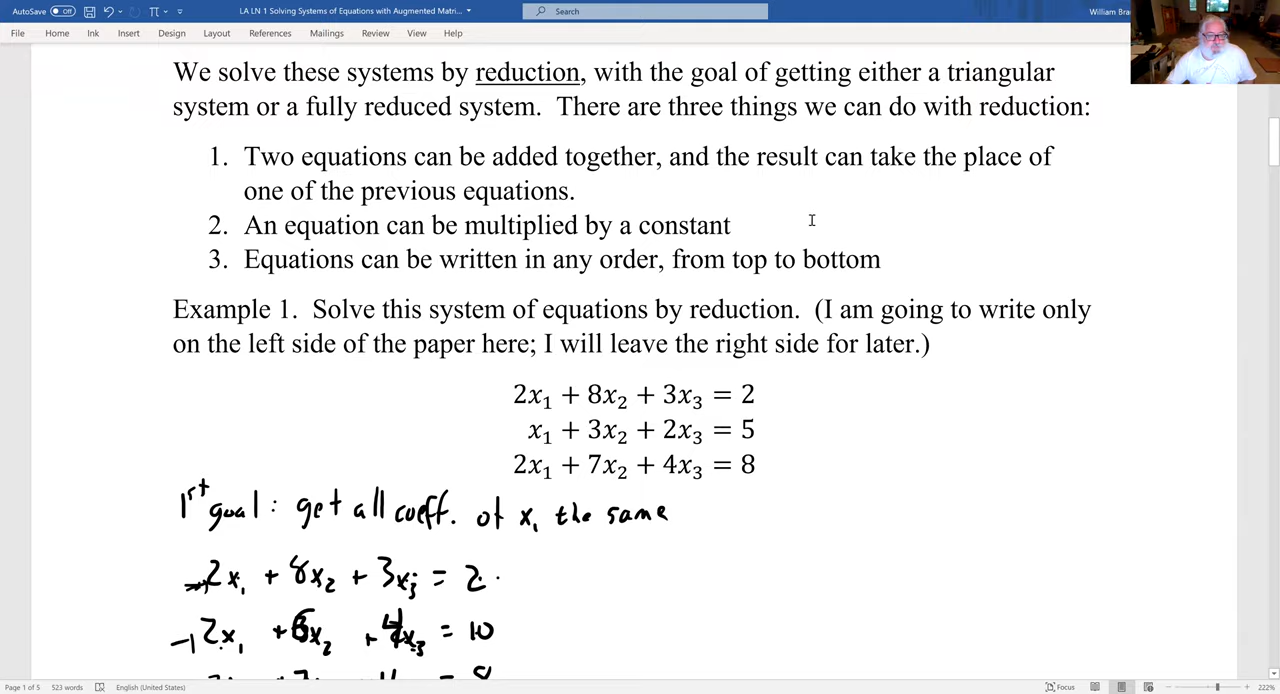 AutoSave Off LA LN 1 Solving Systems of Equations with Augmented Matri... Search William Bra
File Home Ink Insert Design Layout References Mailings Review View Help
We solve these systems by reduction, with the goal of getting either a triangular
system or a fully reduced system. There are three things we can do with reduction:
1. Two equations can be added together, and the result can take the place of
one of the previous equations.
2. An equation can be multiplied by a constant
3. Equations can be written in any order, from top to bottom
Example 1. Solve this system of equations by reduction. (I am going to write only
on the left side of the paper here; I will leave the right side for later.)
2x₁ + 8x₂ + 3x₃ = 2
x₁ + 3x₂ + 2x₃ = 5
2x₁ + 7x₂ + 4x₃ = 8
1st goal: get all coeff. of x₁ the same
2x₁ + 8x₂ + 3x₃ = 2
-1 2x₁ + 6x₂ + 4x₃ = 10
Page 1 of 5 523 words English (United States) Focus 222%